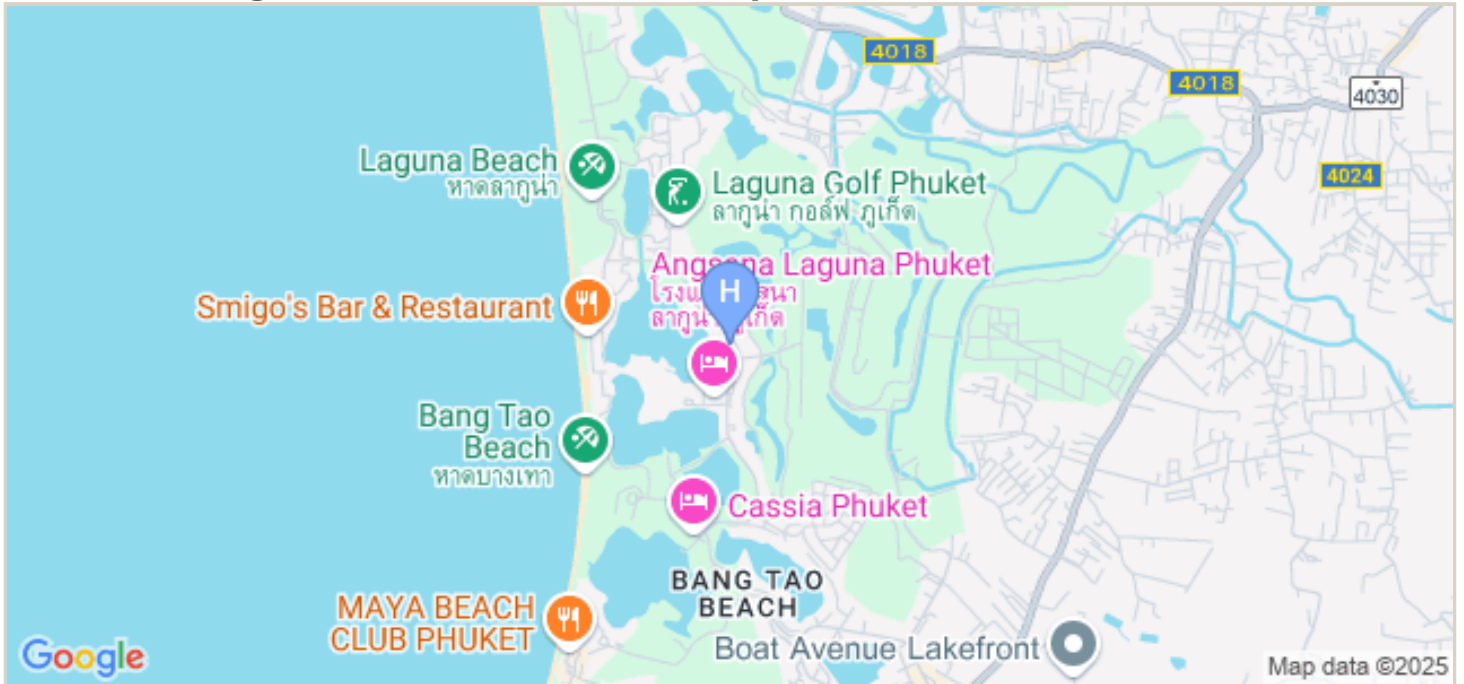 4018
4018
4030
Laguna Beach
หาดลากูน่า
4024
Laguna Golf Phuket
ลากูน่า กอล์ฟ ภูเก็ต
Laguna Phuket
H
Smigo's Bar & Restaurant
Bang Tao
Beach
หาดบางเทา
Cassia Phuket
BANG TAO
BEACH
MAYA BEACH
CLUB PHUKET
Boat Avenue Lakefront
Google
Map data ©2025